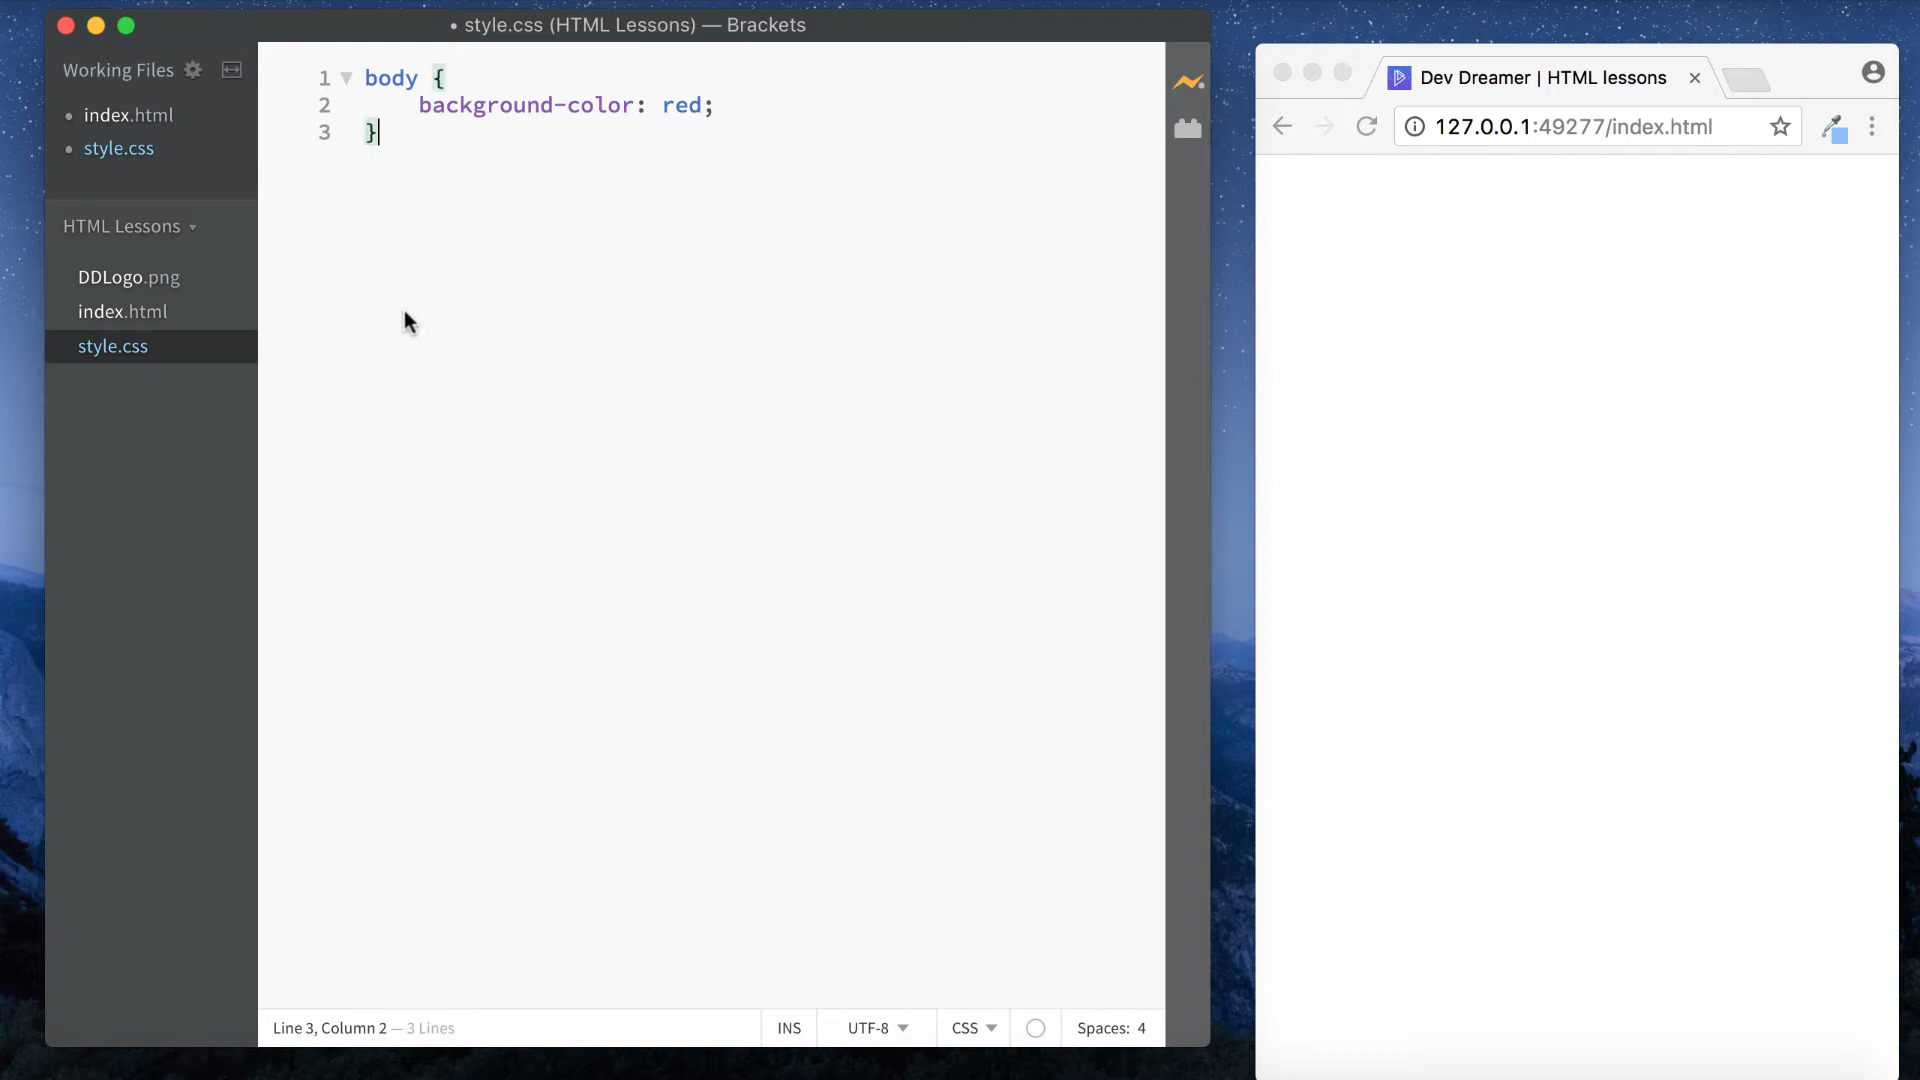 • style.css (HTML Lessons) — Brackets
Working Files
• index.html
• style.css
HTML Lessons
DDLogo.png
index.html
style.css
1 body {
2 background-color: red;
3 }
Line 3, Column 2 — 3 Lines
INS
UTF-8
CSS
Spaces: 4
Dev Dreamer | HTML lessons
127.0.0.1:49277/index.html